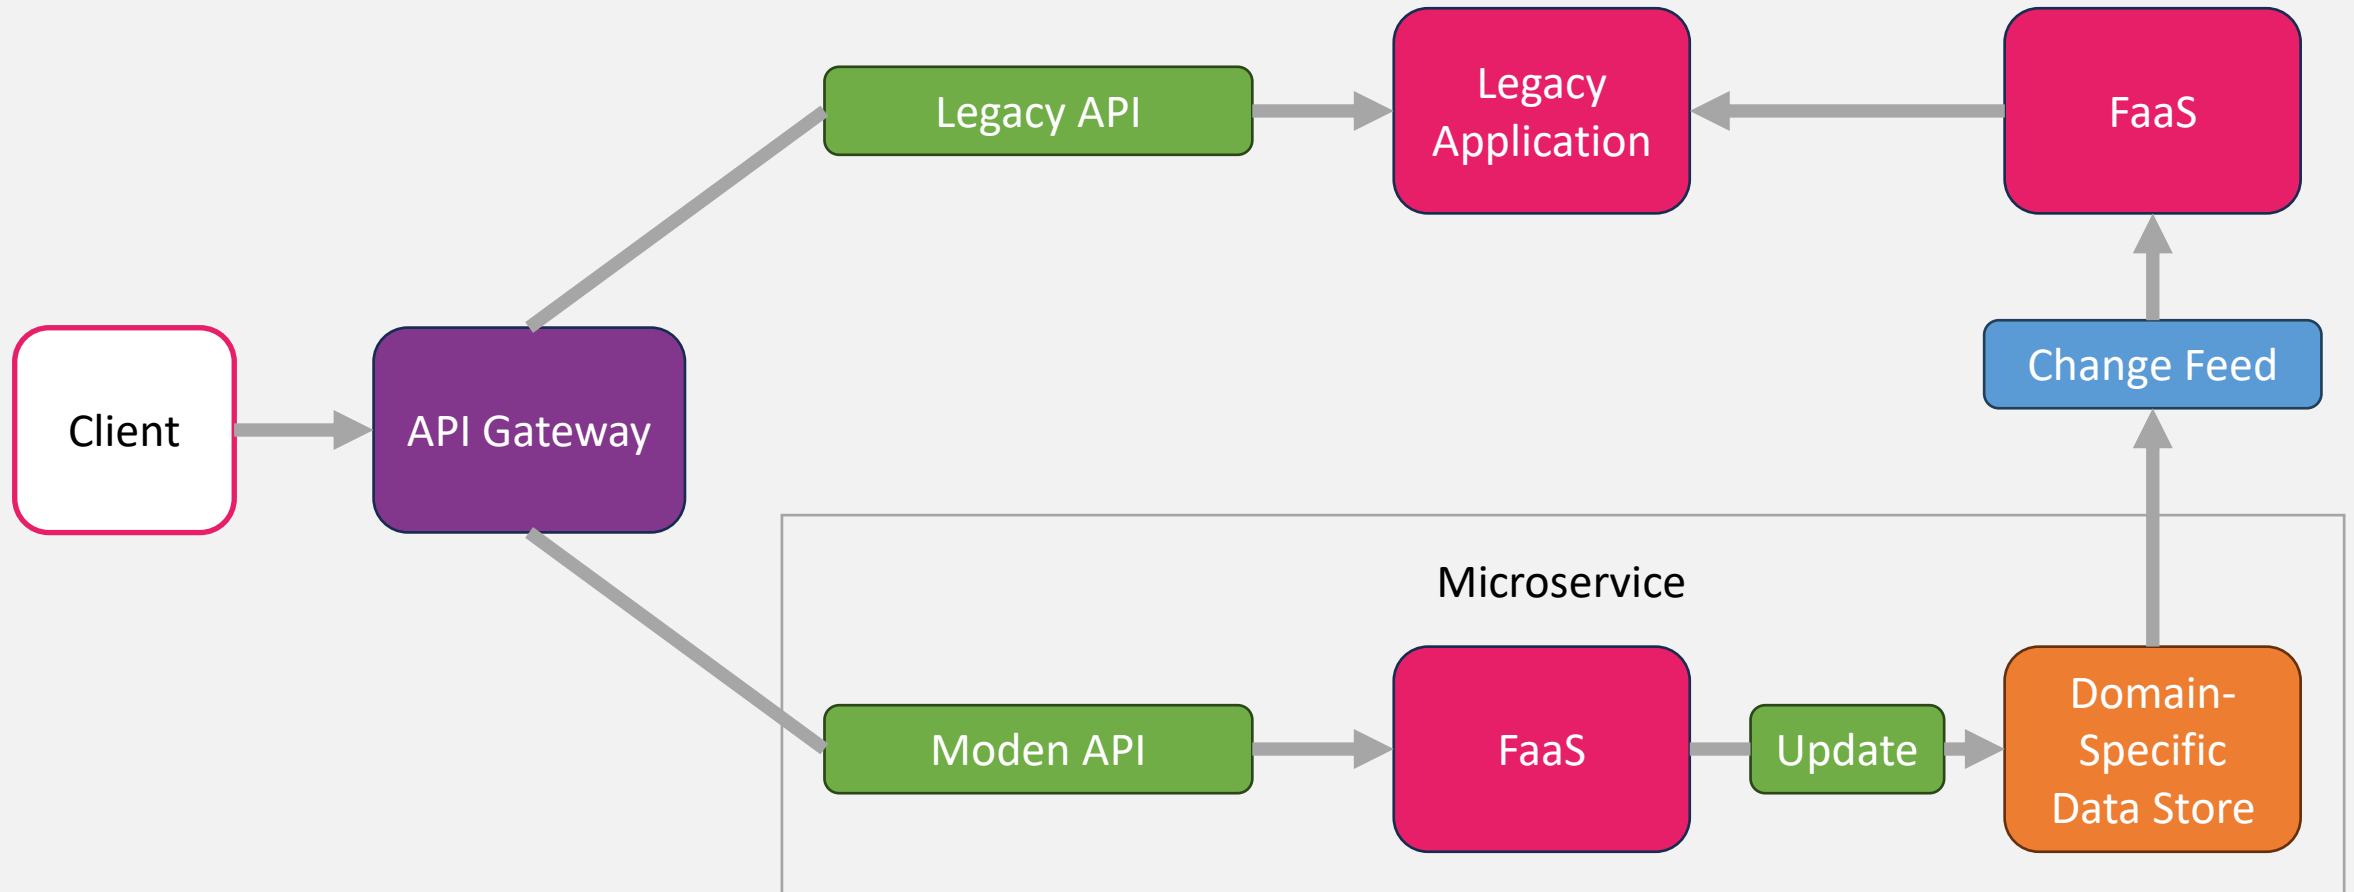 Legacy API
Legacy
Application
FaaS
Change Feed
Client
API Gateway
Microservice
Moden API
FaaS
Update
Domain-
Specific
Data Store